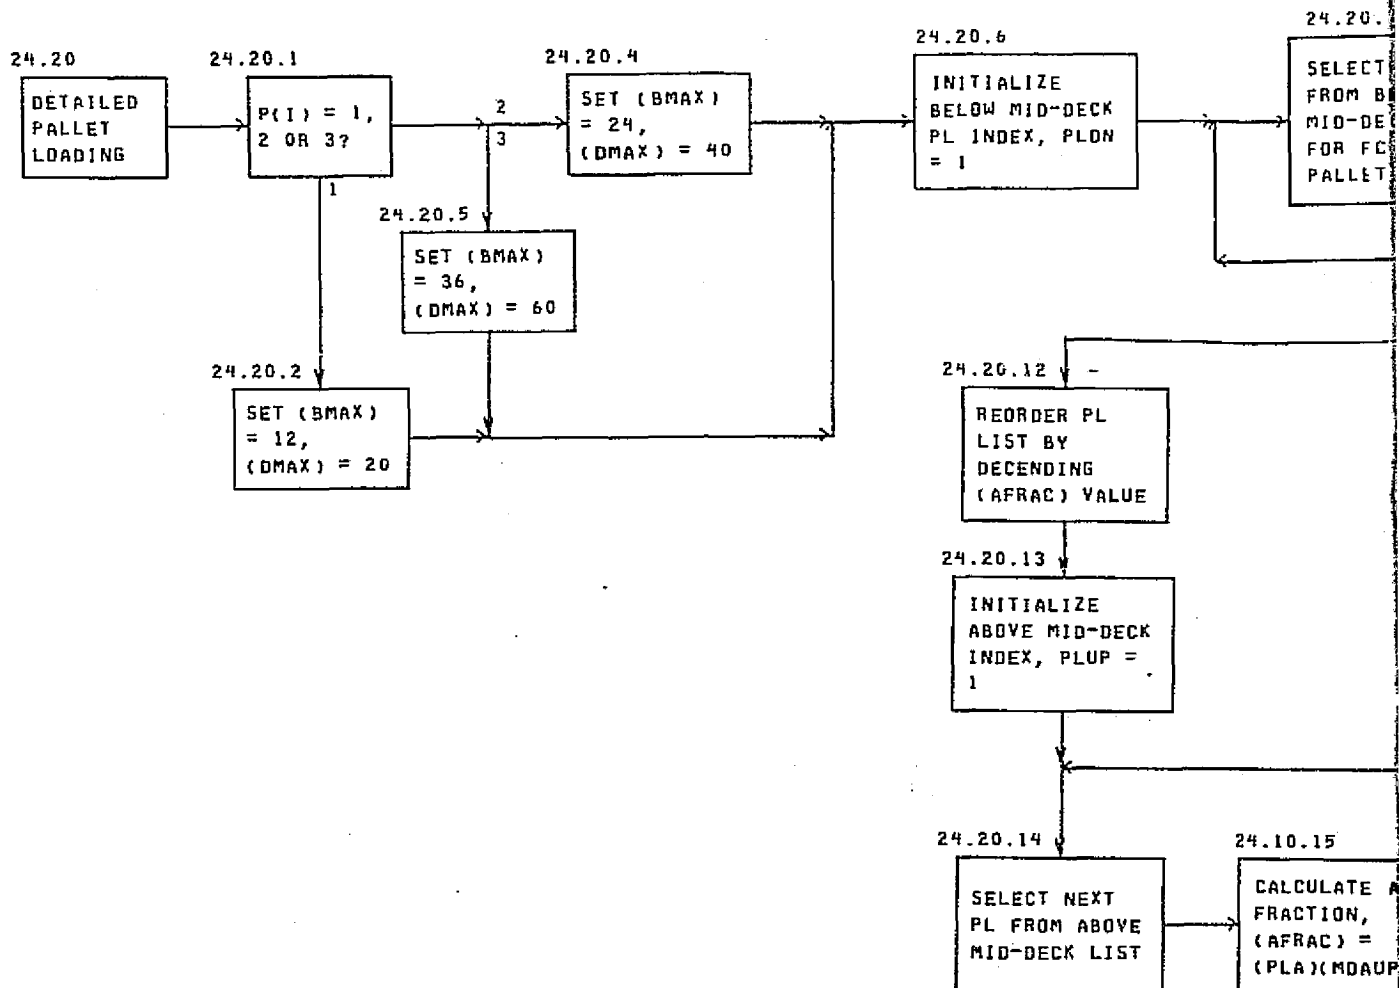 24.20
DETAILED
PALLET
LOADING
24.20.1
P(I) = 1,
2 OR 3?
1
2
3
24.20.4
SET (BMAX)
= 24,
(DMAX) = 40
24.20.5
SET (BMAX)
= 36,
(DMAX) = 60
24.20.2
SET (BMAX)
= 12,
(DMAX) = 20
24.20.6
INITIALIZE
BELOW MID-DECK
PL INDEX, PLDN
= 1
24.20.
SELECT
FROM
MID-DE
FOR FC
PALLET
24.20.12
-
REORDER PL
LIST BY
DECENDING
(AFRAC) VALUE
24.20.13
INITIALIZE
ABOVE MID-DECK
INDEX, PLUP =
1
24.20.14
SELECT NEXT
PL FROM ABOVE
MID-DECK LIST
24.10.15
CALCULATE A
FRACTION,
(AFRAC) =
(PLA)(MDAUP